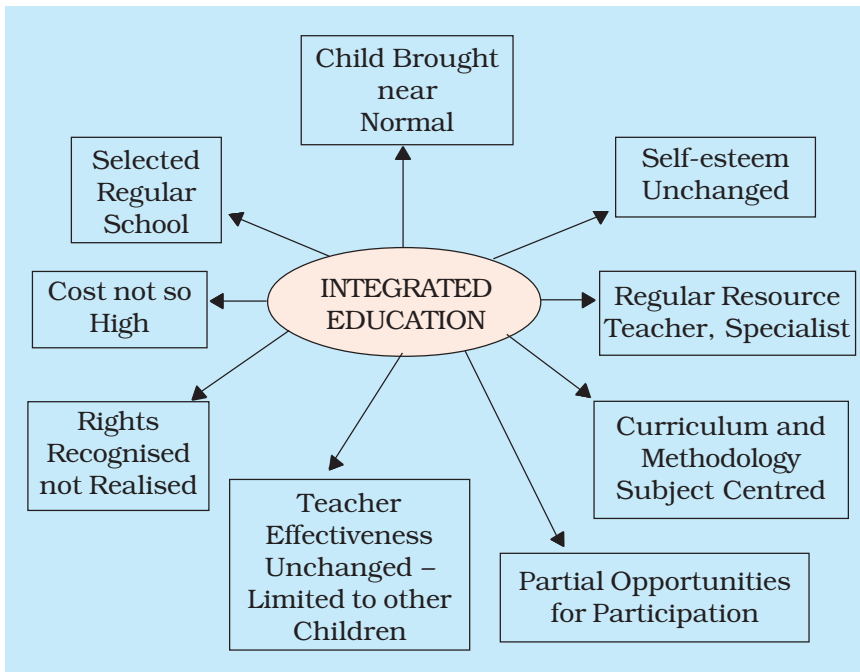 Child Brought
near
Normal
Selected
Regular
School
Self-esteem
Unchanged
Cost not so
High
INTEGRATED
EDUCATION
Regular Resource
Teacher, Specialist
Rights
Recognised
not Realised
Curriculum and
Methodology
Subject Centred
Teacher
Effectiveness
Unchanged –
Limited to other
Children
Partial Opportunities
for Participation